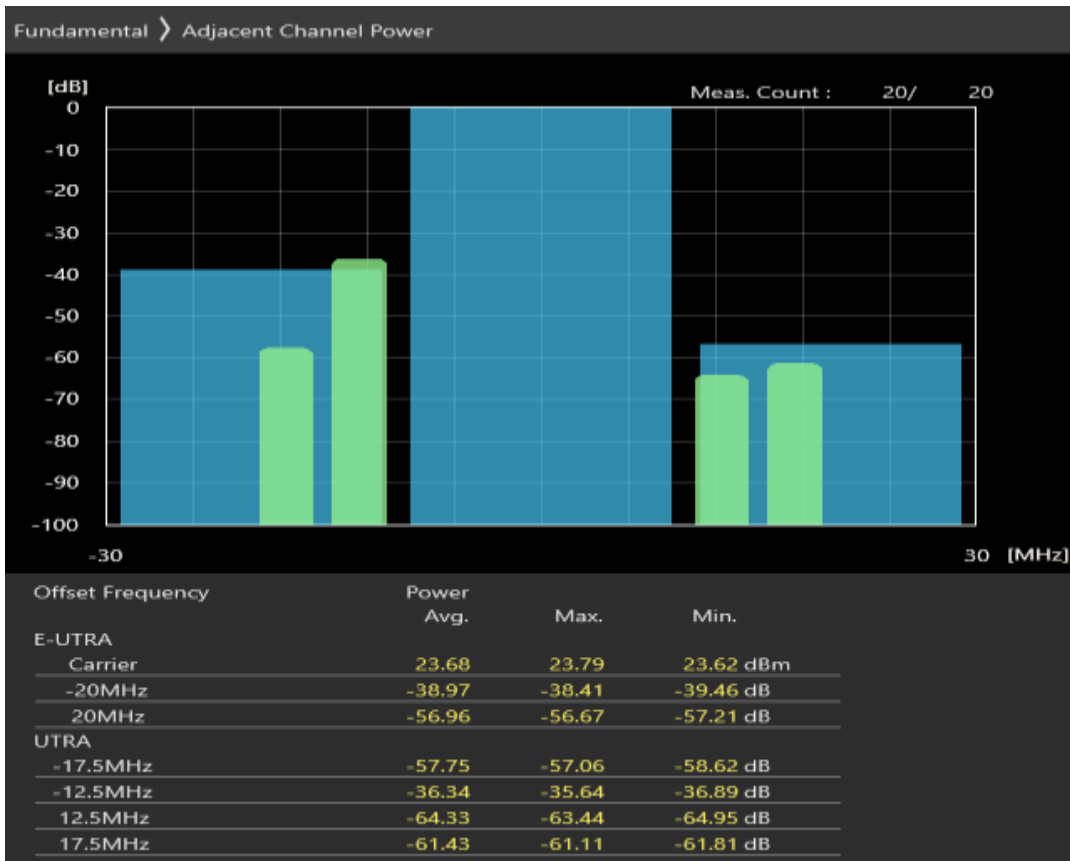 Fundamental ❯ Adjacent Channel Power
[dB]
Meas. Count : 20/ 20
0
-10
-20
-30
-40
-50
-60
-70
-80
-90
-100
-30 30 [MHz]
Offset Frequency Power
Avg. Max. Min.
E-UTRA
Carrier 23.68 23.79 23.62 dBm
-20MHz -38.97 -38.41 -39.46 dB
20MHz -56.96 -56.67 -57.21 dB
UTRA
-17.5MHz -57.75 -57.06 -58.62 dB
-12.5MHz -36.34 -35.64 -36.89 dB
12.5MHz -64.33 -63.44 -64.95 dB
17.5MHz -61.43 -61.11 -61.81 dB